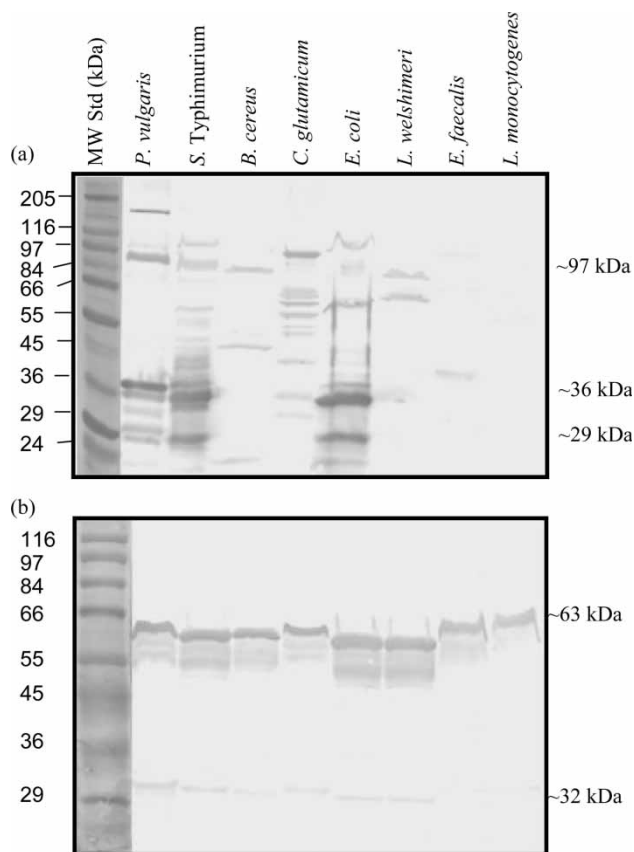 MW Std (kDa)
P. vulgaris
S. Typhimurium
B. cereus
C. glutamicum
E. coli
L. welshimeri
E. faecalis
L. monocytogenes
(a)
205
116
97
84
66
55
45
36
29
24
~97 kDa
~36 kDa
~29 kDa
(b)
116
97
84
66
55
45
36
29
~63 kDa
~32 kDa